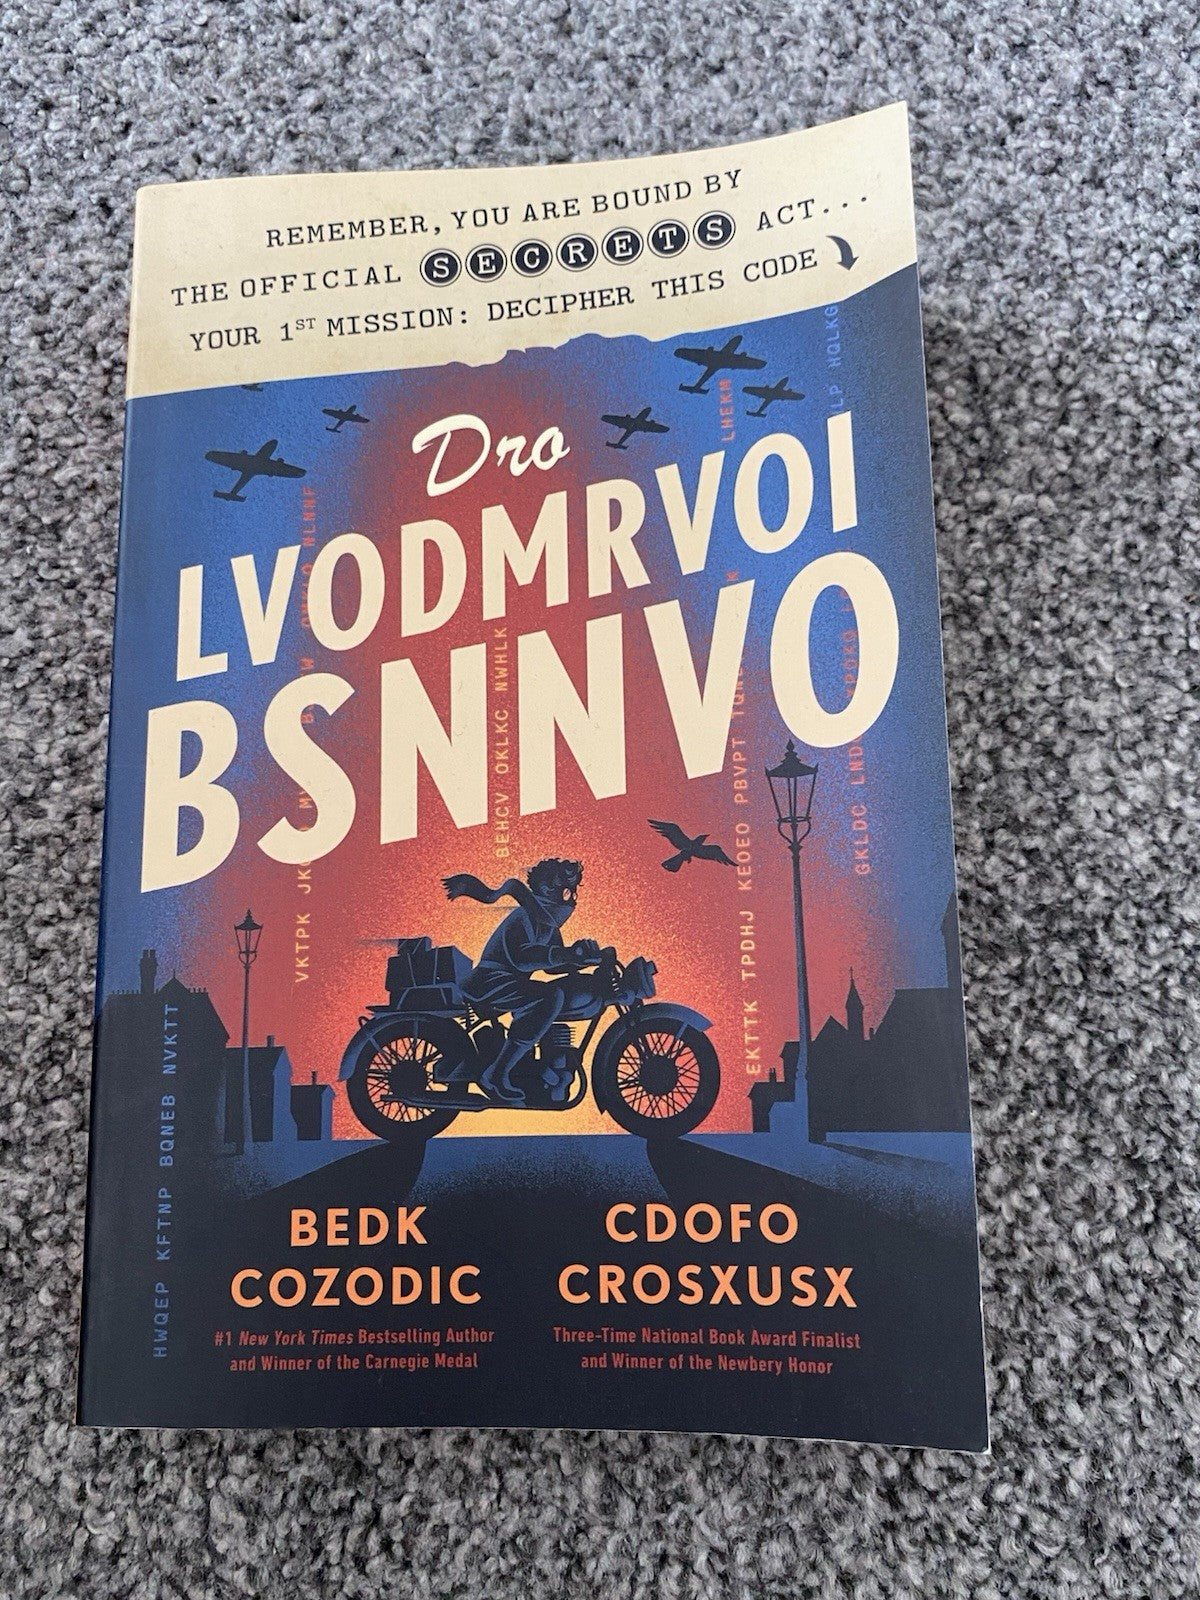 REMEMBER, YOU ARE BOUND BY
THE OFFICIAL SECRETS ACT...
YOUR 1ST MISSION: DECIPHER THIS CODE
Dro
LVODMRVOI
BSNNVO
LHEKM
HQLKG
NLNNF
VKTPK
BEHCV OKLKC NWHLK
EKTTK TPDHJ KEOEO PBVPT
GKLDC
HWQEP KFTNP BQNEB NVKTT
BEDK
COZODIC
#1 New York Times Bestselling Author
and Winner of the Carnegie Medal
CDOFO
CROSXUSX
Three-Time National Book Award Finalist
and Winner of the Newbery Honor